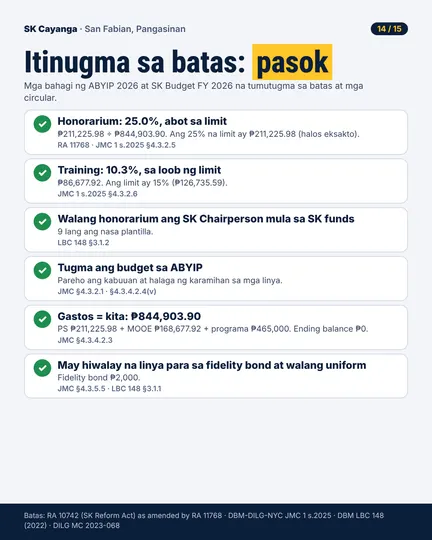 SK Cayanga · San Fabian, Pangasinan
14 / 15
Itinugma sa batas: pasok
Mga bahagi ng ABYIP 2026 at SK Budget FY 2026 na tumutugma sa batas at mga
circular.
Honorarium: 25.0%, abot sa limit
₱211,225.98 ÷ ₱844,903.90. Ang 25% na limit ay ₱211,225.98 (halos eksakto).
RA 11768 · JMC 1 s.2025 §4.3.2.5
Training: 10.3%, sa loob ng limit
₱86,677.92. Ang limit ay 15% (₱126,735.59).
JMC 1 s.2025 §4.3.2.6
Walang honorarium ang SK Chairperson mula sa SK funds
9 lang ang nasa plantilla.
LBC 148 §3.1.2
Tugma ang budget sa ABYIP
Pareho ang kabuuan at halaga ng karamihan sa mga linya.
JMC §4.3.2.1 · §4.3.4.2.4(v)
Gastos = kita: ₱844,903.90
PS ₱211,225.98 + MOOE ₱168,677.92 + programa ₱465,000. Ending balance ₱0.
JMC §4.3.4.2.3
May hiwalay na linya para sa fidelity bond at walang uniform
Fidelity bond ₱2,000.
JMC §4.3.5.5 · LBC 148 §3.1.1
Batas: RA 10742 (SK Reform Act) as amended by RA 11768 · DBM-DILG-NYC JMC 1 s.2025 · DBM LBC 148
(2022) · DILG MC 2023-068